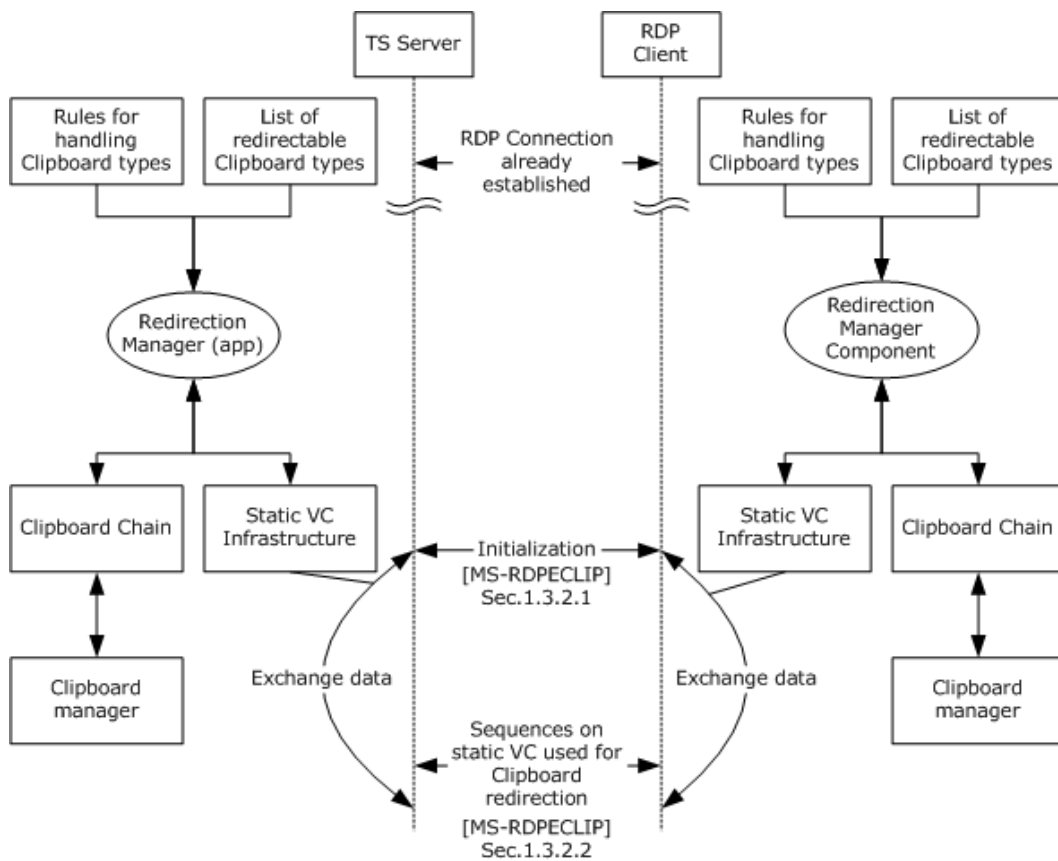 TS Server
RDP
Client
Rules for
handling
Clipboard types
List of
redirectable
Clipboard types
RDP Connection
already
established
Rules for
handling
Clipboard types
List of
redirectable
Clipboard types
Redirection
Manager (app)
Redirection
Manager
Component
Clipboard Chain
Static VC
Infrastructure
Static VC
Infrastructure
Clipboard Chain
Initialization
[MS-RDPECLIP]
Sec.1.3.2.1
Clipboard
manager
Exchange data
Exchange data
Clipboard
manager
Sequences on
static VC used for
Clipboard
redirection
[MS-RDPECLIP]
Sec.1.3.2.2